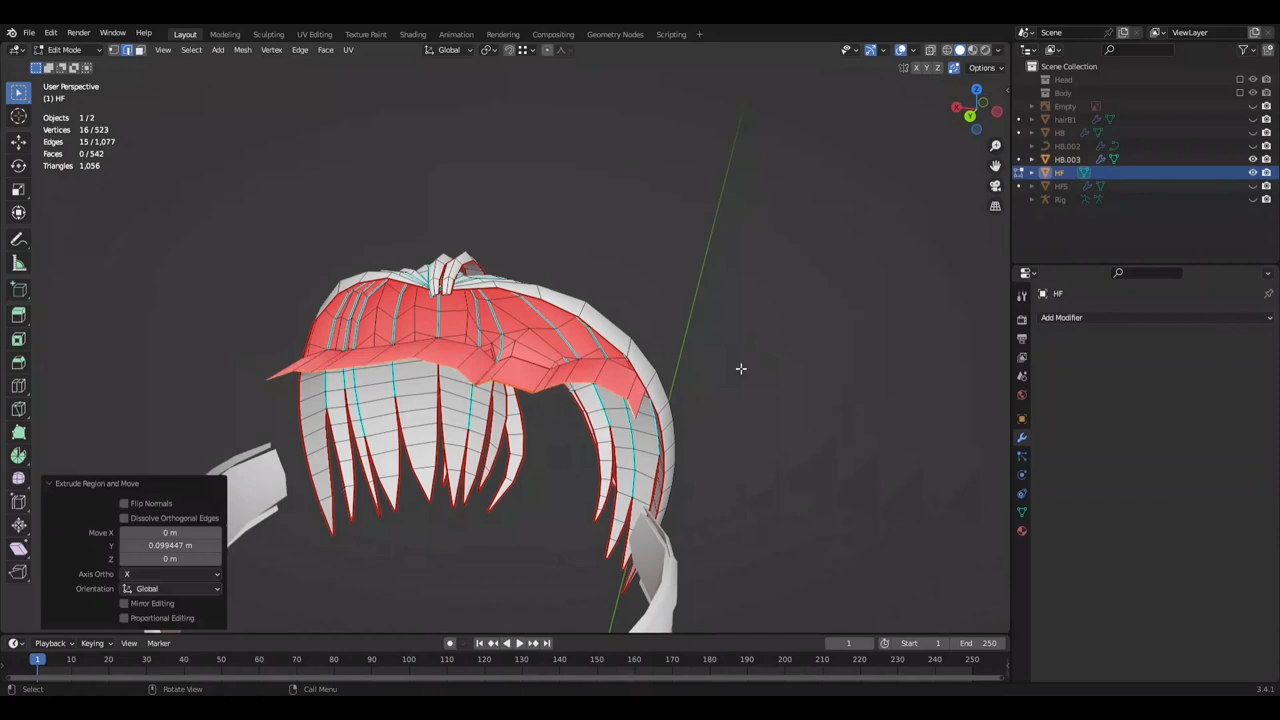 File Edit Render Window Help Layout Modeling Sculpting UV Editing Texture Paint Shading Compositing Animation Rendering Compositing Geometry Nodes Scripting Scene ViewLayer
Edit Mode View Select Add Mesh Vertex Edge Face UV Global
X Y Z Options
User Perspective
(1) HF
Objects 1 / 2
Vertices 16 / 523
Edges 15 / 1,077
Faces 0 / 542
Triangles 1,056
Z
X
Y
Scene Collection
Head
Body
Empty
hairB1
HB
HB.002
HB.003
HF
HFS
Rig
HF
Add Modifier
Extrude Region and Move
Flip Normals
Dissolve Orthogonal Edges
Move X 0 m
Y 0.099447 m
Z 0 m
Axis Ortho X
Orientation Global
Mirror Editing
Proportional Editing
Playback Keying View Marker 1 Start 1 End 250
1 10 20 30 40 50 60 70 80 90 100 110 120 130 140 150 160 170 180 190 200 210 220 230 240 250
Select Rotate View Call Menu 3.4.1